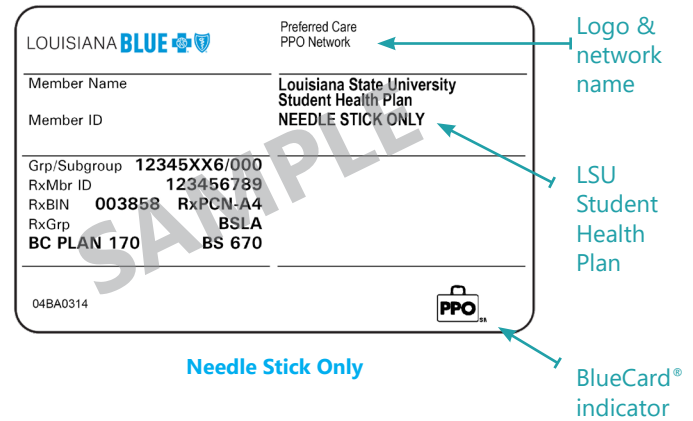 LOUISIANA BLUE
Preferred Care
PPO Network
Logo &
network
name
Member Name
Member ID
Louisiana State University
Student Health Plan
NEEDLE STICK ONLY
LSU
Student
Health
Plan
Grp/Subgroup 12345XX6/000
RxMbr ID 123456789
RxBIN 003858 RxPCN-A4
RxGrp BSLA
BC PLAN 170 BS 670
SAMPLE
04BA0314
PPO
SR
Needle Stick Only
BlueCard®
indicator